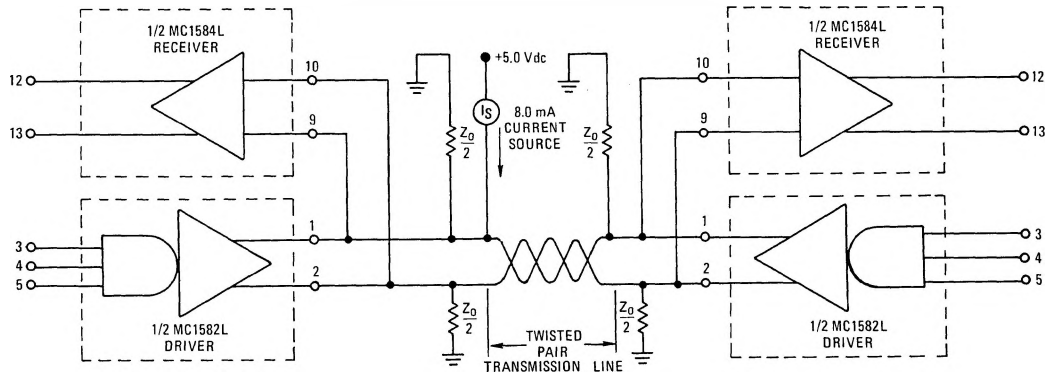 1/2 MC1584L
RECEIVER
12
13
10
9
+5.0 Vdc
IS
8.0 mA
CURRENT
SOURCE
Z0
2
Z0
2
1/2 MC1584L
RECEIVER
10
9
12
13
3
4
5
1
2
1/2 MC1582L
DRIVER
Z0
2
TWISTED
PAIR
TRANSMISSION LINE
Z0
2
1
2
3
4
5
1/2 MC1582L
DRIVER